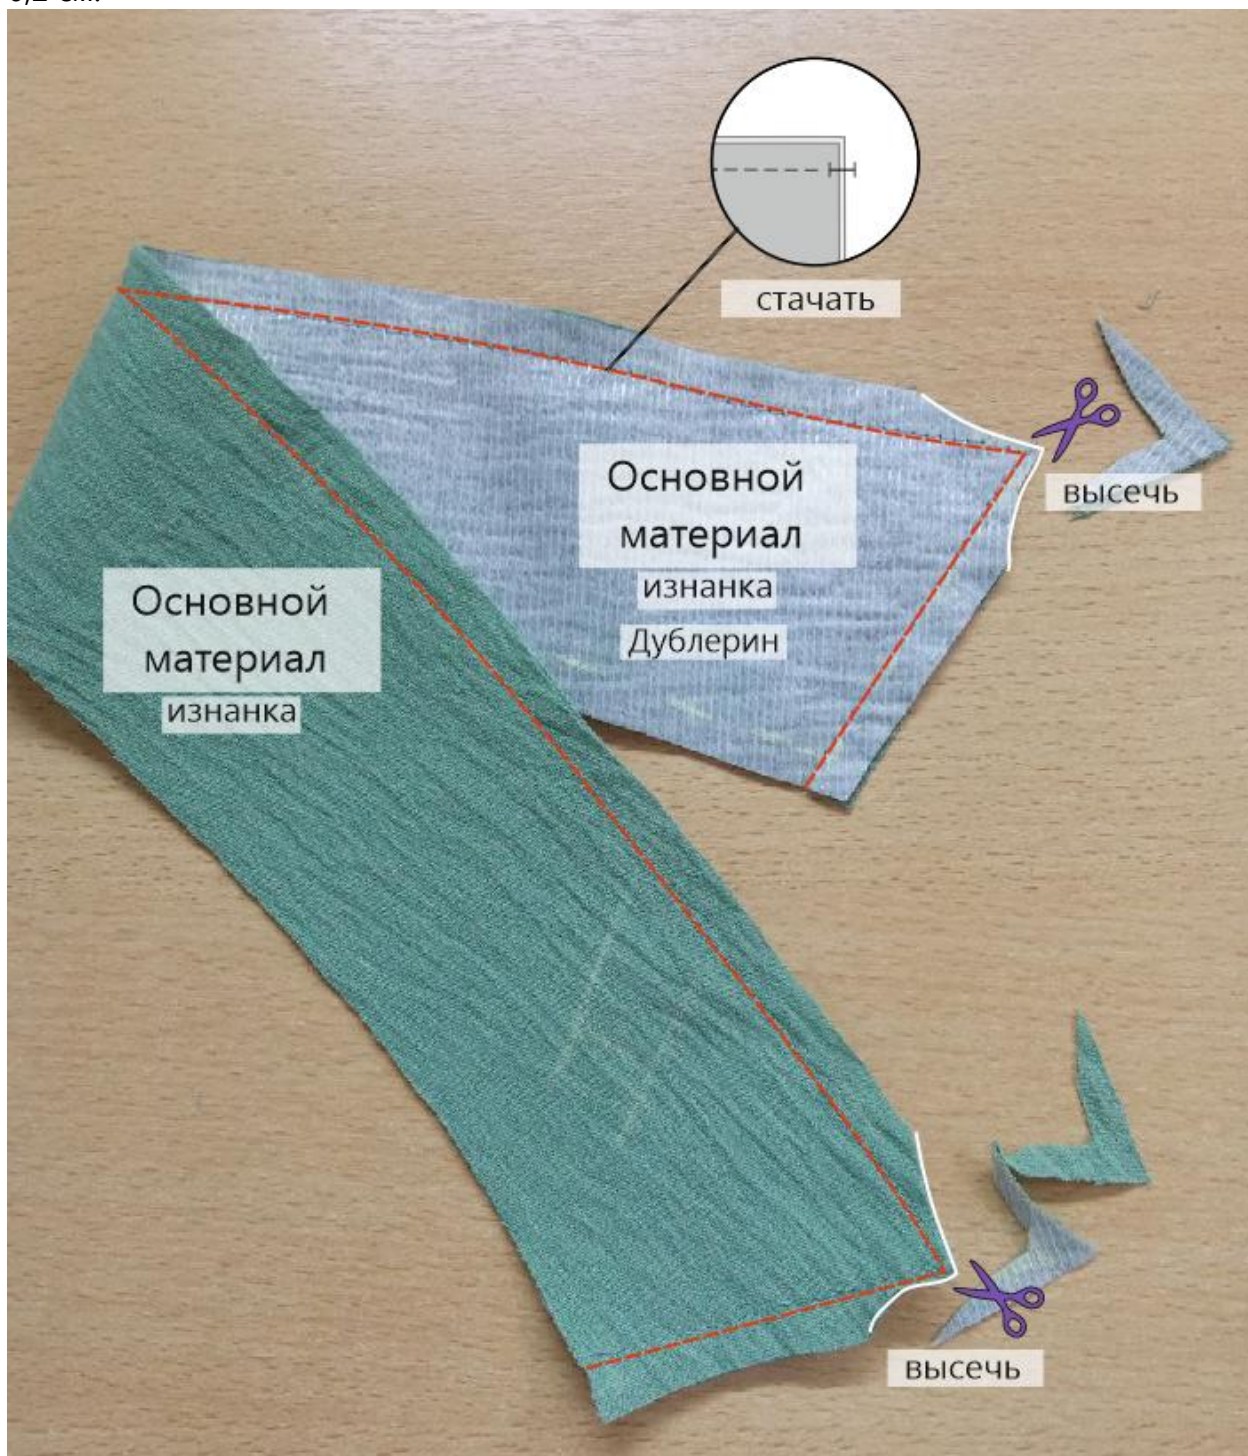 стачать
высечь
Основной
материал
изнанка
Дублерин
Основной
материал
изнанка
высечь